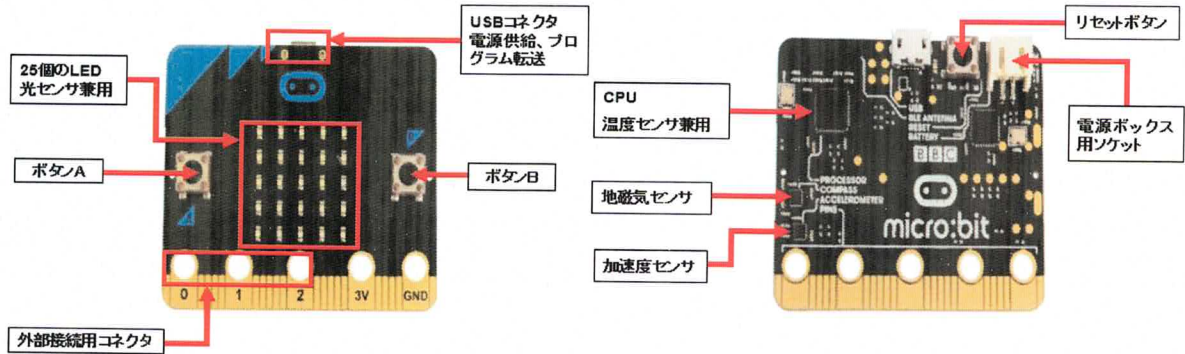 USBコネクタ
電源供給、プロ
グラム転送
25個のLED
光センサ兼用
ボタンA
ボタンB
0
1
2
3V
GND
外部接続用コネクタ
リセットボタン
CPU
温度センサ兼用
電源ボックス
用ソケット
地磁気センサ
加速度センサ
USB
BLE ANTENNA
RESET
BATTERY
BBC
PROCESSOR
COMPASS
ACCELEROMETER
PINS
micro:bit